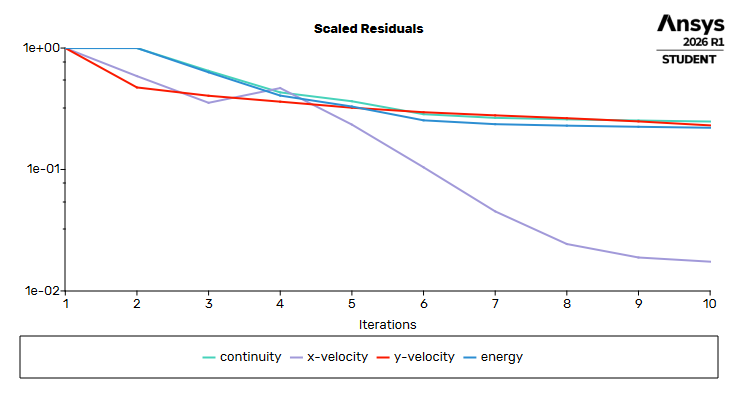 Scaled Residuals
Ansys
2026 R1
STUDENT
1e+00
1e-01
1e-02
1 2 3 4 5 6 7 8 9 10
Iterations
continuity x-velocity y-velocity energy